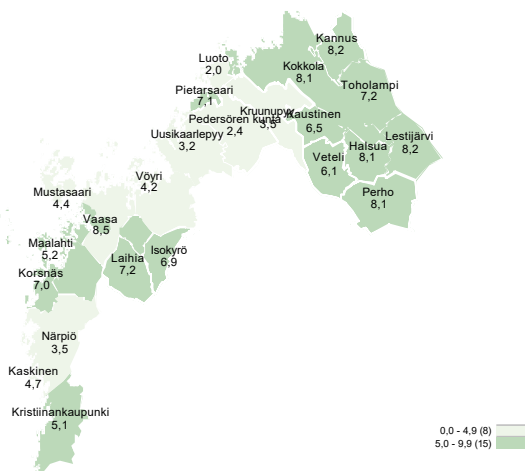 Kannus
8,2
Luoto
2,0
Kokkola
8,1
Pietarsaari
7,1
Toholampi
7,2
Kruunupyy
3,5
Kaustinen
6,5
Pedersören kunta
2,4
Uusikaarlepyy
3,2
Lestijärvi
8,2
Halsua
8,1
Veteli
6,1
Perho
8,1
Vöyri
4,2
Mustasaari
4,4
Vaasa
8,5
Maalahti
5,2
Isokyrö
6,9
Laihia
7,2
Korsnäs
7,0
Närpiö
3,5
Kaskinen
4,7
Kristiinankaupunki
5,1
0,0 - 4,9 (8)
5,0 - 9,9 (15)